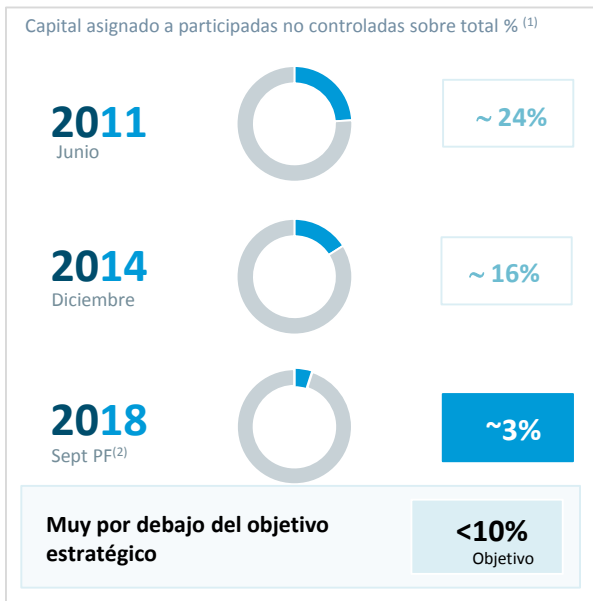 Capital asignado a participadas no controladas sobre total % (1)
2011
Junio
~ 24%
2014
Diciembre
~ 16%
2018
Sept PF(2)
~3%
Muy por debajo del objetivo
estratégico
<10%
Objetivo